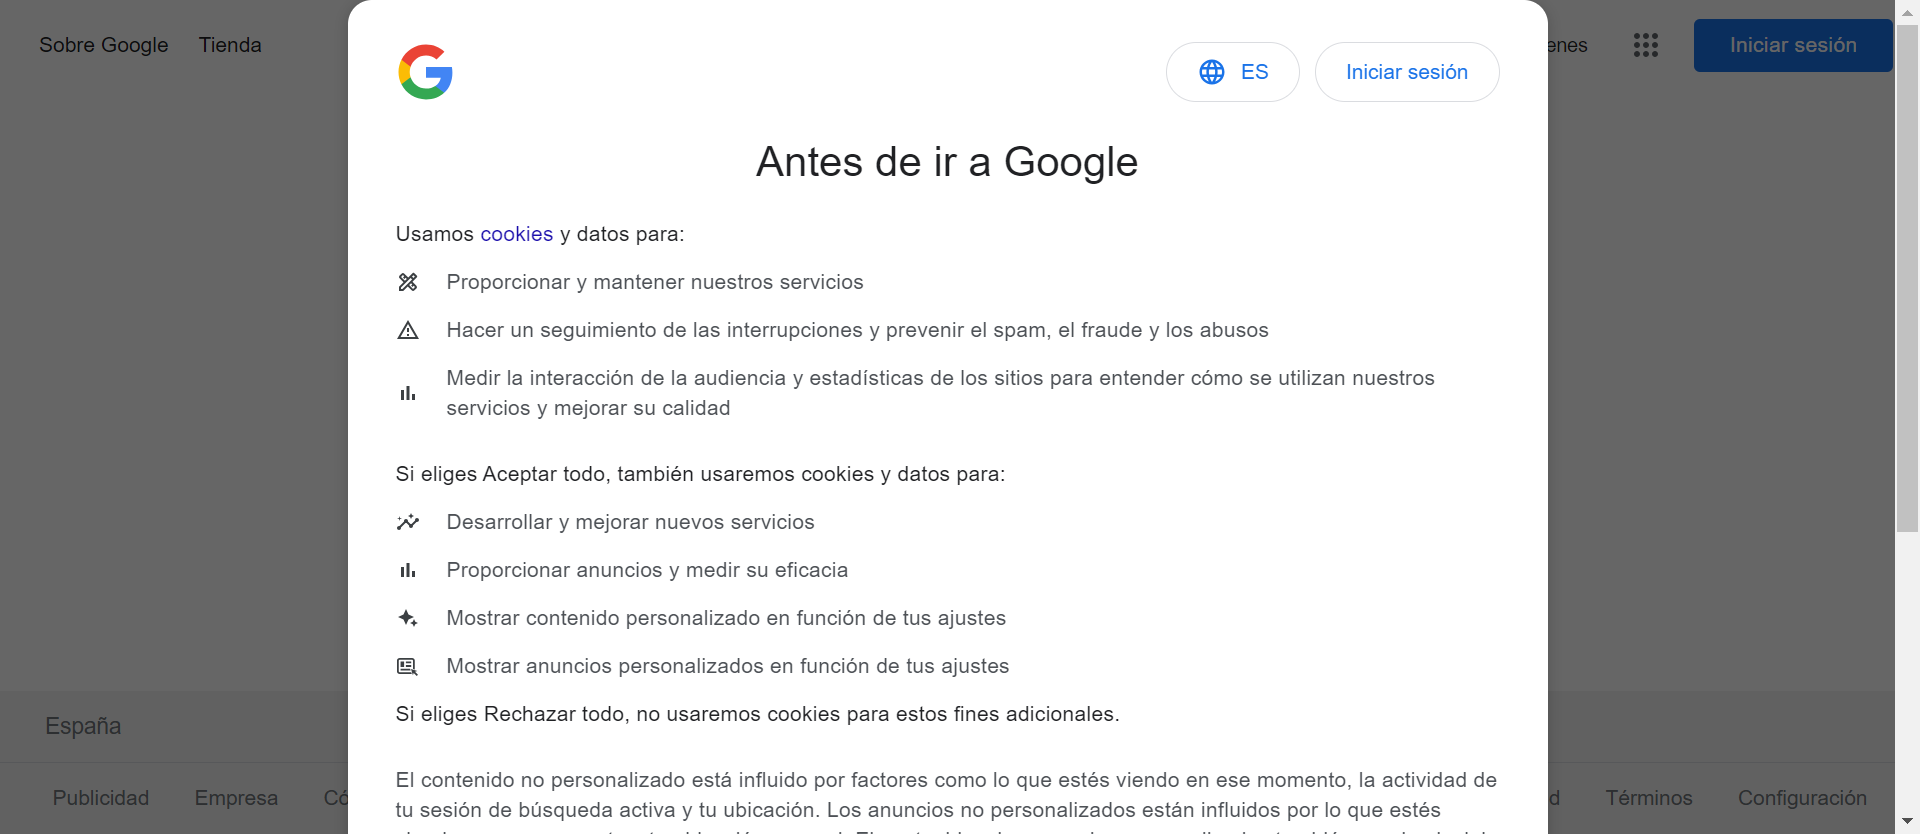 Sobre Google
Tienda
Iniciar sesión
ES
Iniciar sesión
Antes de ir a Google
Usamos cookies y datos para:
Proporcionar y mantener nuestros servicios
Hacer un seguimiento de las interrupciones y prevenir el spam, el fraude y los abusos
Medir la interacción de la audiencia y estadísticas de los sitios para entender cómo se utilizan nuestros
servicios y mejorar su calidad
Si eliges Aceptar todo, también usaremos cookies y datos para:
Desarrollar y mejorar nuevos servicios
Proporcionar anuncios y medir su eficacia
Mostrar contenido personalizado en función de tus ajustes
Mostrar anuncios personalizados en función de tus ajustes
Si eliges Rechazar todo, no usaremos cookies para estos fines adicionales.
El contenido no personalizado está influido por factores como lo que estés viendo en ese momento, la actividad de
tu sesión de búsqueda activa y tu ubicación. Los anuncios no personalizados están influidos por lo que estés
España
Publicidad
Empresa
Términos
Configuración